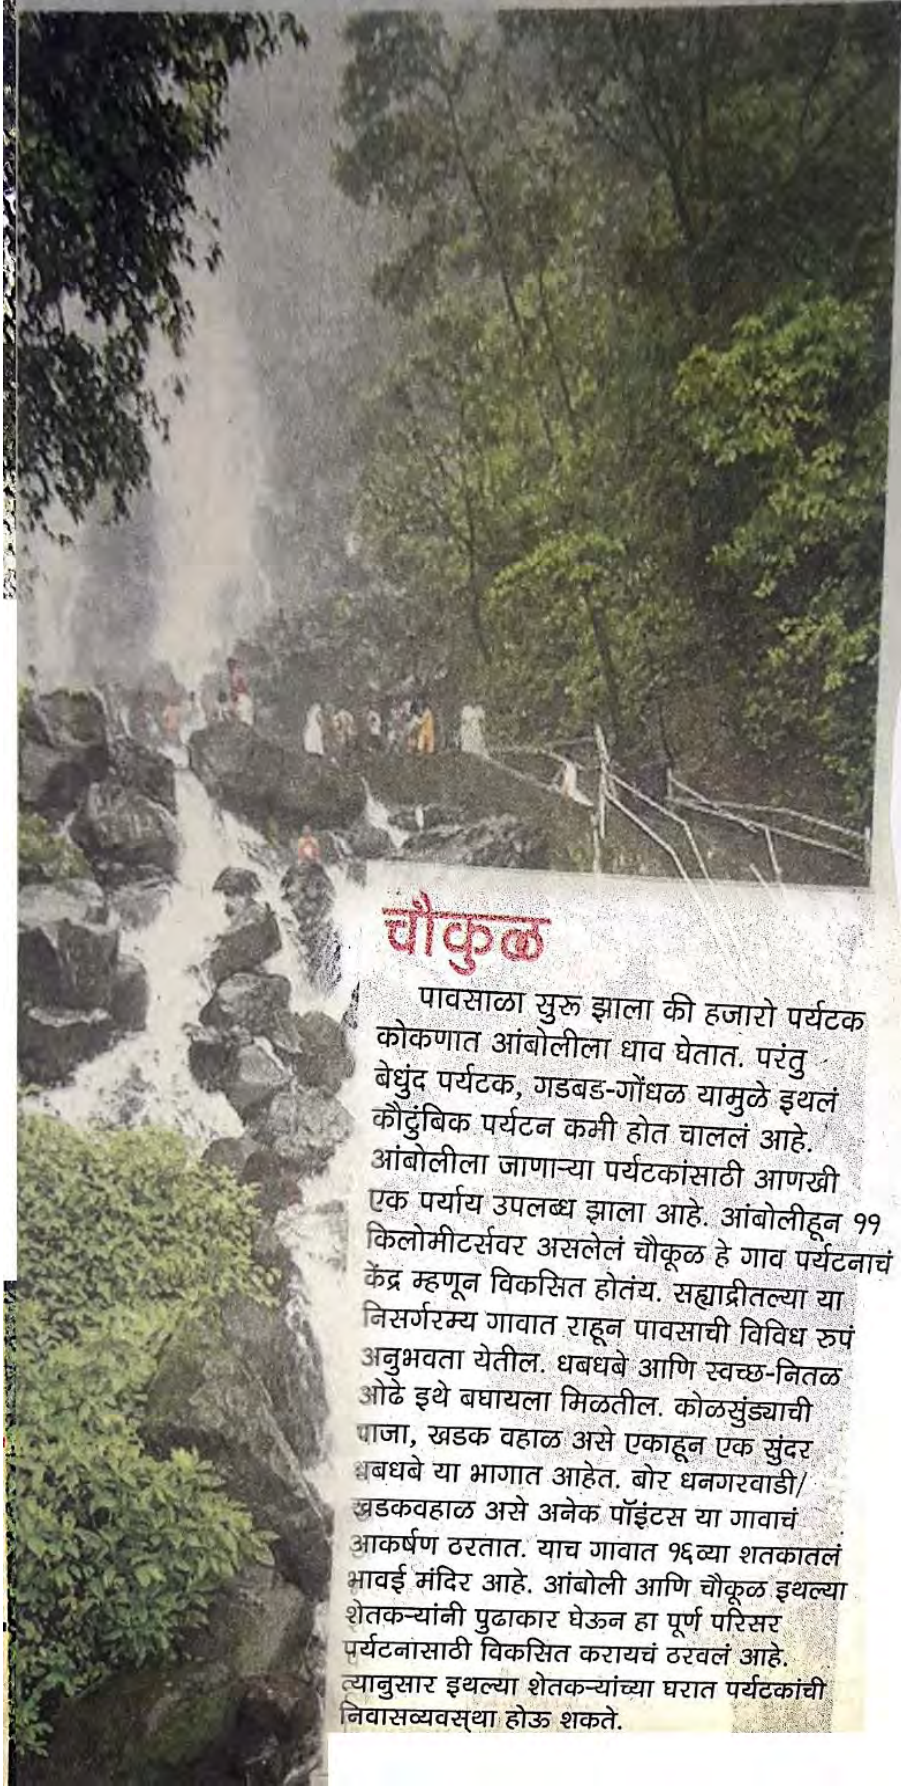 चौकुळ
पावसाळा सुरू झाला की हजारो पर्यटक
कोकणात आंबोलीला धाव घेतात. परंतु
बेधुंद पर्यटक, गडबड-गोंधळ यामुळे इथलं
कौटुंबिक पर्यटन कमी होत चाललं आहे.
आंबोलीला जाणाऱ्या पर्यटकांसाठी आणखी
एक पर्याय उपलब्ध झाला आहे. आंबोलीहून ११
किलोमीटर्सवर असलेलं चौकूळ हे गाव पर्यटनाचं
केंद्र म्हणून विकसित होतंय. सह्याद्रीतल्या या
निसर्गरम्य गावात राहून पावसाची विविध रुपं
अनुभवता येतील. धबधबे आणि स्वच्छ-नितळ
ओढे इथे बघायला मिळतील. कोळसुंड्याची
पाजा, खडक वहाळ असे एकाहून एक सुंदर
धबधबे या भागात आहेत. बोर धनगरवाडी/
खडकवहाळ असे अनेक पॉइंटस या गावाचं
आकर्षण ठरतात. याच गावात १६व्या शतकातलं
भावई मंदिर आहे. आंबोली आणि चौकूळ इथल्या
शेतकऱ्यांनी पुढाकार घेऊन हा पूर्ण परिसर
पर्यटनासाठी विकसित करायचं ठरवलं आहे.
त्यानुसार इथल्या शेतकऱ्यांच्या घरात पर्यटकांची
निवासव्यवस्था होऊ शकते.